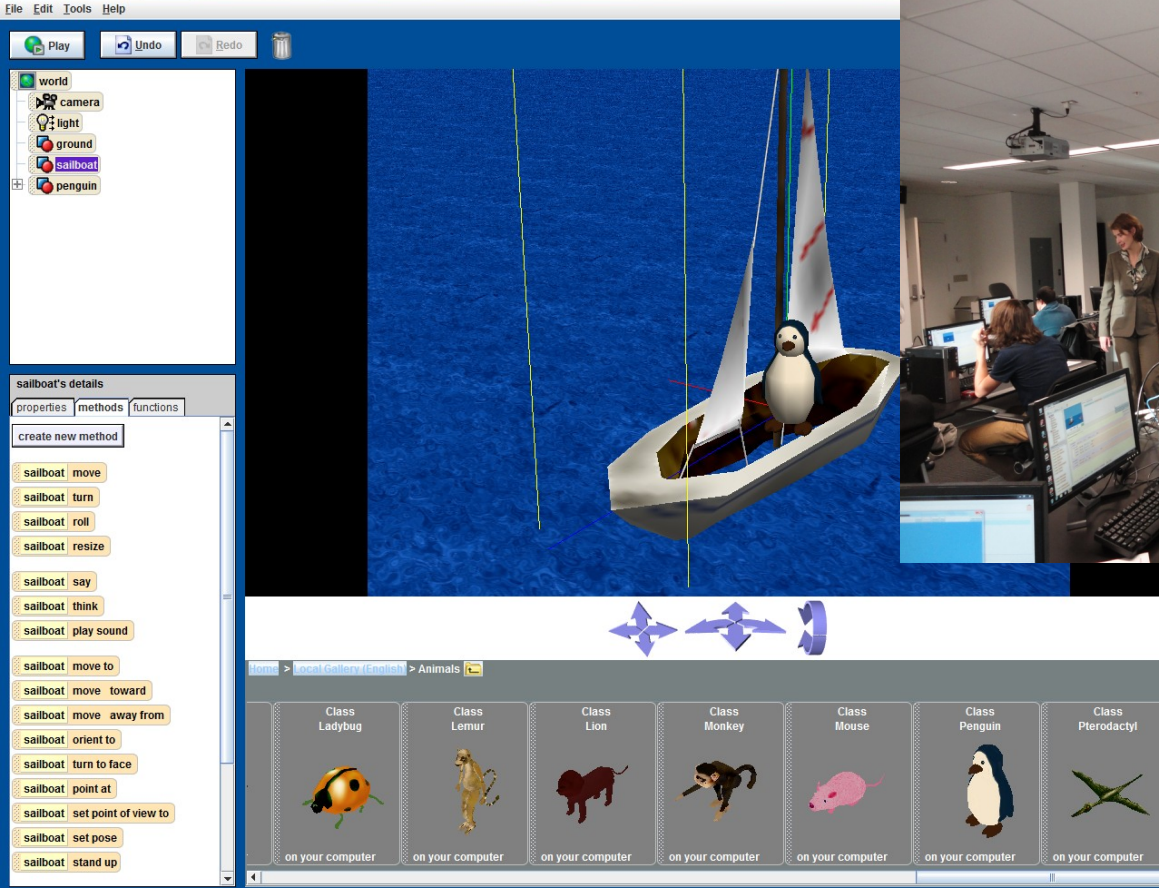 File Edit Tools Help
Play Undo Redo
world
camera
light
ground
sailboat
penguin
sailboat's details
properties methods functions
create new method
sailboat move
sailboat turn
sailboat roll
sailboat resize
sailboat say
sailboat think
sailboat play sound
sailboat move to
sailboat move toward
sailboat move away from
sailboat orient to
sailboat turn to face
sailboat point at
sailboat set point of view to
sailboat set pose
sailboat stand up
Home > Local Gallery (English) > Animals
Class
Ladybug
on your computer
Class
Lemur
on your computer
Class
Lion
on your computer
Class
Monkey
on your computer
Class
Mouse
on your computer
Class
Penguin
on your computer
Class
Pterodactyl
on your computer